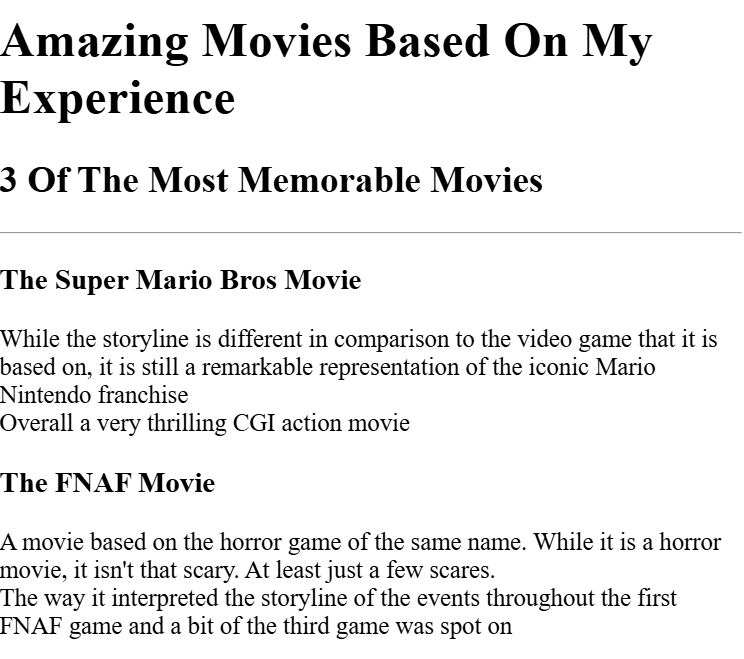 Amazing Movies Based On My
Experience
3 Of The Most Memorable Movies
The Super Mario Bros Movie
While the storyline is different in comparison to the video game that it is
based on, it is still a remarkable representation of the iconic Mario
Nintendo franchise
Overall a very thrilling CGI action movie
The FNAF Movie
A movie based on the horror game of the same name. While it is a horror
movie, it isn't that scary. At least just a few scares.
The way it interpreted the storyline of the events throughout the first
FNAF game and a bit of the third game was spot on